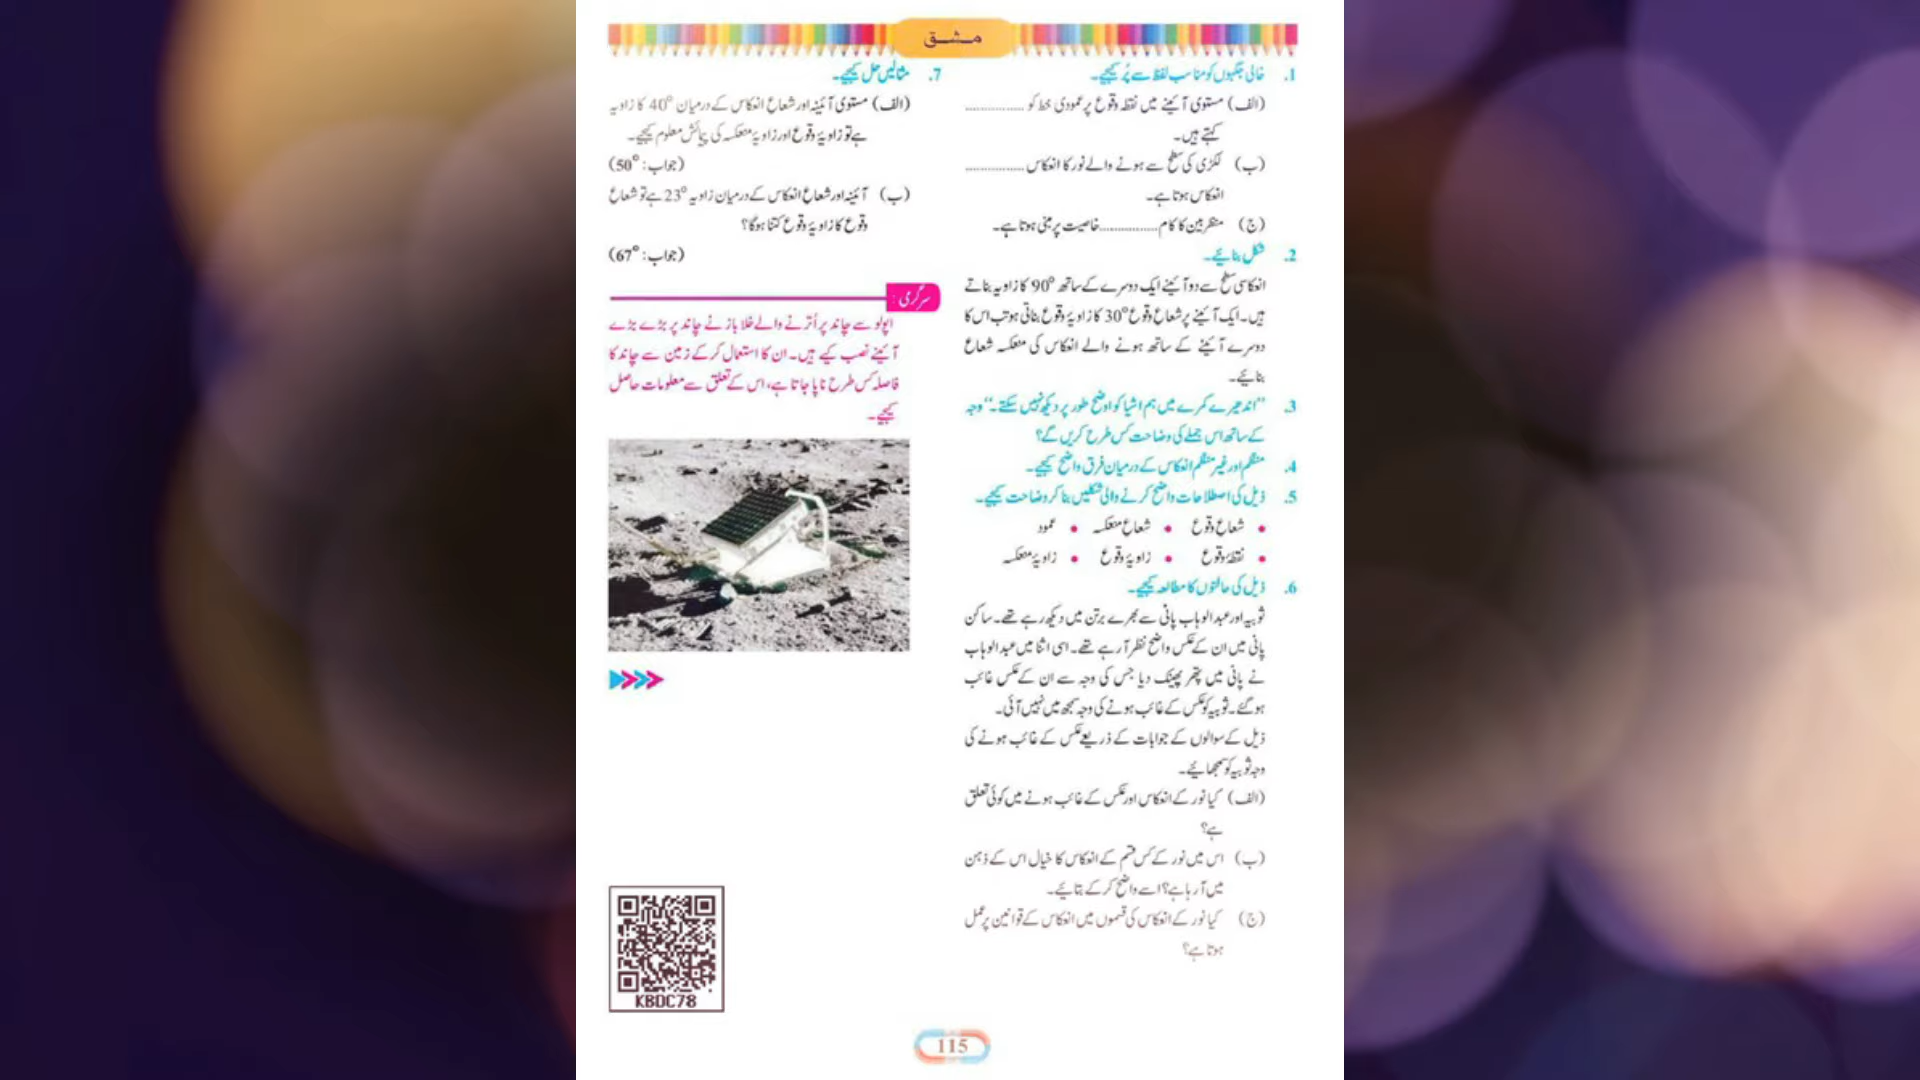 مشق
1. خالی جگہوں کو مناسب لفظ سے پُر کیجیے۔
(الف) مستوی آئینے میں نقطہ وقوع پر عمودی خط کو ................
کہتے ہیں۔
(ب) لکڑی کی سطح سے ہونے والے نور کا انعکاس ................
انعکاس ہوتا ہے۔
(ج) منظر بین کا کام ................ خاصیت پر مبنی ہوتا ہے۔
2. شکل بنائیے۔
انعکاسی سطح سے دو آئینے ایک دوسرے کے ساتھ 90° کا زاویہ بناتے
ہیں۔ ایک آئینے پر شعاع وقوع 30° کا زاویۂ وقوع بناتی ہو تب اس کا
دوسرے آئینے کے ساتھ ہونے والے انعکاس کی منعکسہ شعاع
بنائیے۔
3. ''اندھیرے کمرے میں ہم اشیا کو واضح طور پر دیکھ نہیں سکتے۔'' وجہ
کے ساتھ اس جملے کی وضاحت کس طرح کریں گے؟
4. منظم اور غیر منظم انعکاس کے درمیان فرق واضح کیجیے۔
5. ذیل کی اصطلاحات واضح کرنے والی شکلیں بنا کر وضاحت کیجیے۔
• شعاعِ وقوع • شعاعِ منعکسہ • عمود
• نقطۂ وقوع • زاویۂ وقوع • زاویۂ منعکسہ
6. ذیل کی حالتوں کا مطالعہ کیجیے۔
ثوبیہ اور عبدالوہاب پانی سے بھرے برتن میں دیکھ رہے تھے۔ ساکن
پانی میں ان کے عکس واضح نظر آ رہے تھے۔ اسی اثنا میں عبدالوہاب
نے پانی میں پتھر پھینک دیا جس کی وجہ سے ان کے عکس غائب
ہو گئے۔ ثوبیہ کو عکس کے غائب ہونے کی وجہ سمجھ میں نہیں آئی۔
ذیل کے سوالوں کے جوابات کے ذریعے عکس کے غائب ہونے کی
وجہ ثوبیہ کو سمجھائیے۔
(الف) کیا نور کے انعکاس اور عکس کے غائب ہونے میں کوئی تعلق
ہے؟
(ب) اس میں نور کے کس قسم کے انعکاس کا خیال اس کے ذہن
میں آ رہا ہے؟ اسے واضح کر کے بتائیے۔
(ج) کیا نور کے انعکاس کی قسموں میں انعکاس کے قوانین پر عمل
ہوتا ہے؟
7. مثالیں حل کیجیے۔
(الف) مستوی آئینہ اور شعاعِ انعکاس کے درمیان 40° کا زاویہ
ہے تو زاویۂ وقوع اور زاویۂ منعکسہ کی پیمائش معلوم کیجیے۔
(جواب : 50°)
(ب) آئینہ اور شعاع انعکاس کے درمیان زاویہ 23° ہے تو شعاع
وقوع کا زاویۂ وقوع کتنا ہوگا؟
(جواب : 67°)
سرگرمی :
اپولو سے چاند پر اُترنے والے خلا باز نے چاند پر بڑے بڑے
آئینے نصب کیے ہیں۔ ان کا استعمال کر کے زمین سے چاند کا
فاصلہ کس طرح ناپا جاتا ہے، اس کے تعلق سے معلومات حاصل
کیجیے۔
KBDC78
115